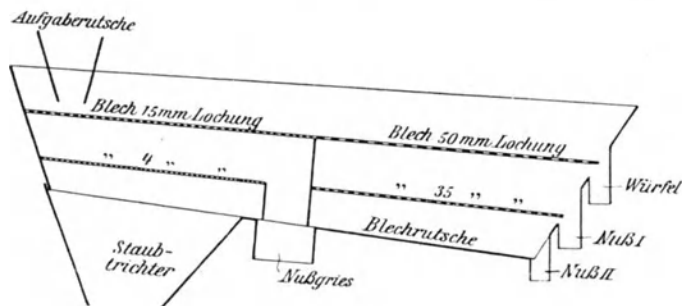 Aufgaberutsche
Blech 15mm Lochung
Blech 50mm Lochung
„ 4 „ „
„ 35 „ „
Würfel
Blechrutsche
Nuß I
Staub-
trichter
Nußgries
Nuß II